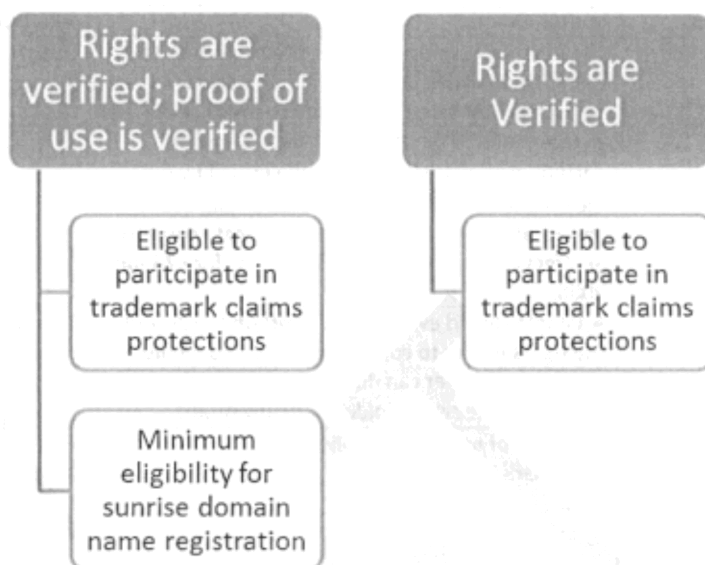 Rights are
verified; proof of
use is verified
Eligible to
paritcipate in
trademark claims
protections
Minimum
eligibility for
sunrise domain
name registration
Rights are
Verified
Eligible to
participate in
trademark claims
protections